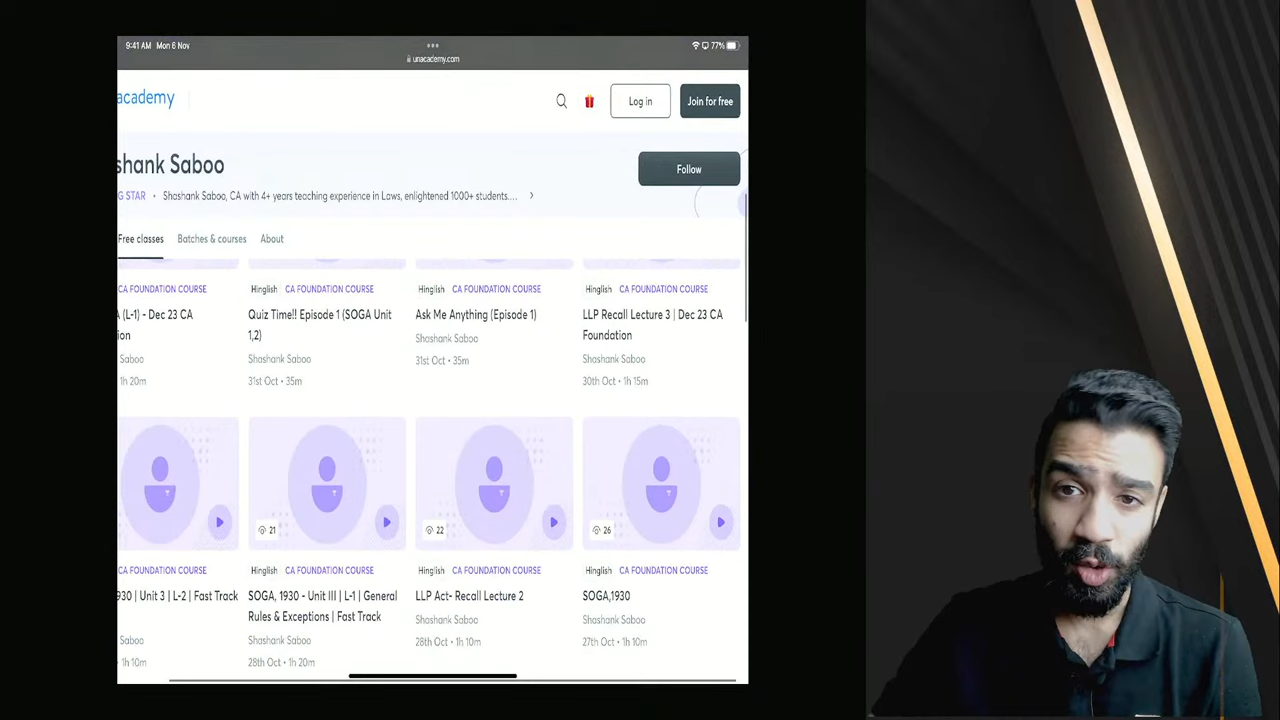 9:41 AM Mon 6 Nov
77%
unacademy.com
academy
Log in
Join for free
shank Saboo
Follow
G STAR • Shashank Saboo, CA with 4+ years teaching experience in Laws, enlightened 1000+ students....
Free classes Batches & courses About
CA FOUNDATION COURSE
Hinglish CA FOUNDATION COURSE
Hinglish CA FOUNDATION COURSE
Hinglish CA FOUNDATION COURSE
(L-1) - Dec 23 CA
ion
Saboo
1h 20m
Quiz Time!! Episode 1 (SOGA Unit
1,2)
Shashank Saboo
31st Oct • 35m
Ask Me Anything (Episode 1)
Shashank Saboo
31st Oct • 35m
LLP Recall Lecture 3 | Dec 23 CA
Foundation
Shashank Saboo
30th Oct • 1h 15m
21
22
26
CA FOUNDATION COURSE
Hinglish CA FOUNDATION COURSE
Hinglish CA FOUNDATION COURSE
Hinglish CA FOUNDATION COURSE
930 | Unit 3 | L-2 | Fast Track
Saboo
1h 10m
SOGA, 1930 - Unit III | L-1 | General
Rules & Exceptions | Fast Track
Shashank Saboo
28th Oct • 1h 20m
LLP Act- Recall Lecture 2
Shashank Saboo
28th Oct • 1h 10m
SOGA,1930
Shashank Saboo
27th Oct • 1h 10m